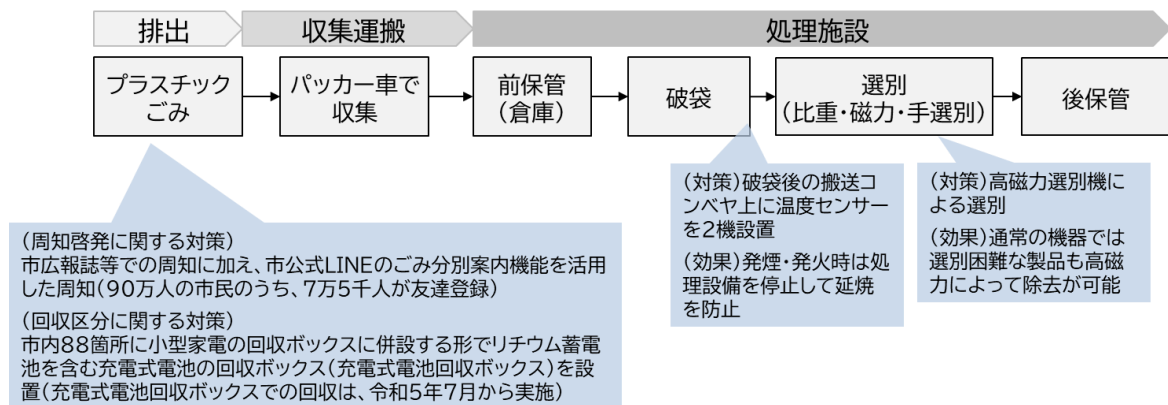 排出
収集運搬
処理施設
プラスチック
ごみ
パッカー車で
収集
前保管
(倉庫)
破袋
選別
(比重・磁力・手選別)
後保管
(対策)破袋後の搬送コ
ンベヤ上に温度センサー
を2機設置
(効果)発煙・発火時は処
理設備を停止して延焼
を防止
(対策)高磁力選別機に
よる選別
(効果)通常の機器では
選別困難な製品も高磁
力によって除去が可能
(周知啓発に関する対策)
市広報誌等での周知に加え、市公式LINEのごみ分別案内機能を活用
した周知(90万人の市民のうち、7万5千人が友達登録)
(回収区分に関する対策)
市内88箇所に小型家電の回収ボックスに併設する形でリチウム蓄電
池を含む充電式電池の回収ボックス(充電式電池回収ボックス)を設
置(充電式電池回収ボックスでの回収は、令和5年7月から実施)